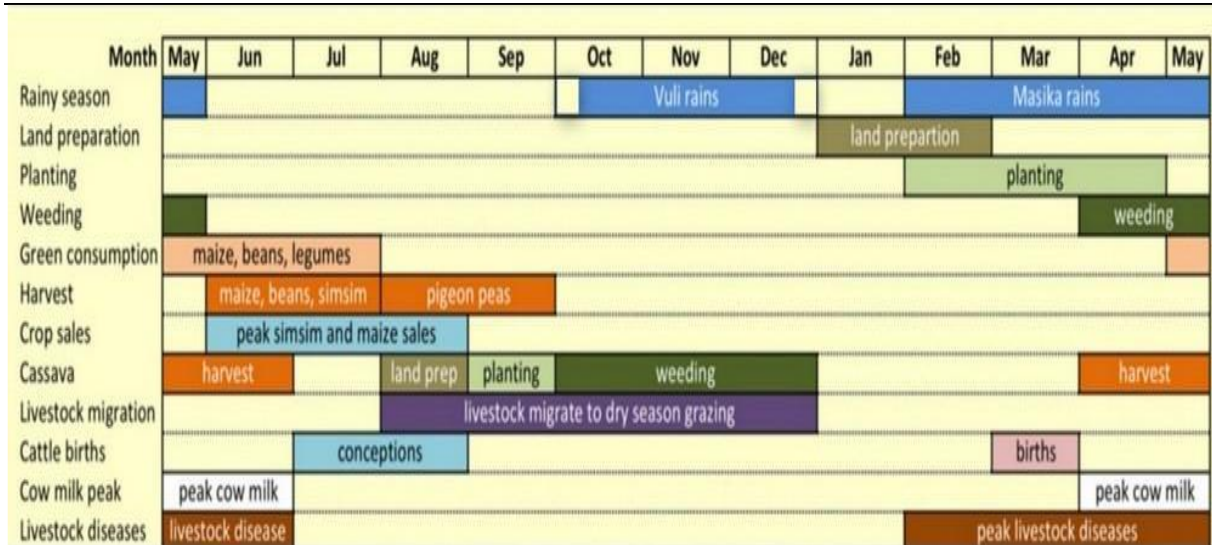 Month May Jun Jul Aug Sep Oct Nov Dec Jan Feb Mar Apr May
Rainy season Vuli rains Masika rains
Land preparation land prepartion
Planting planting
Weeding weeding
Green consumption maize, beans, legumes
Harvest maize, beans, simsim pigeon peas
Crop sales peak simsim and maize sales
Cassava harvest land prep planting weeding harvest
Livestock migration livestock migrate to dry season grazing
Cattle births conceptions births
Cow milk peak peak cow milk peak cow milk
Livestock diseases livestock disease peak livestock diseases